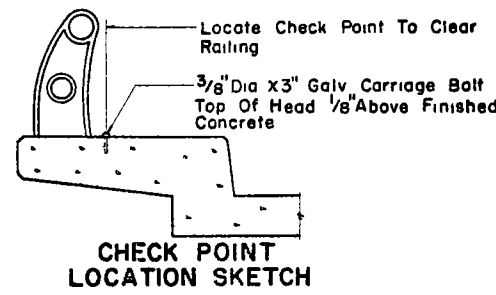 Locate Check Point To Clear
Railing
3/8" Dia x 3" Galv Carriage Bolt
Top Of Head 1/8" Above Finished
Concrete
CHECK POINT
LOCATION SKETCH